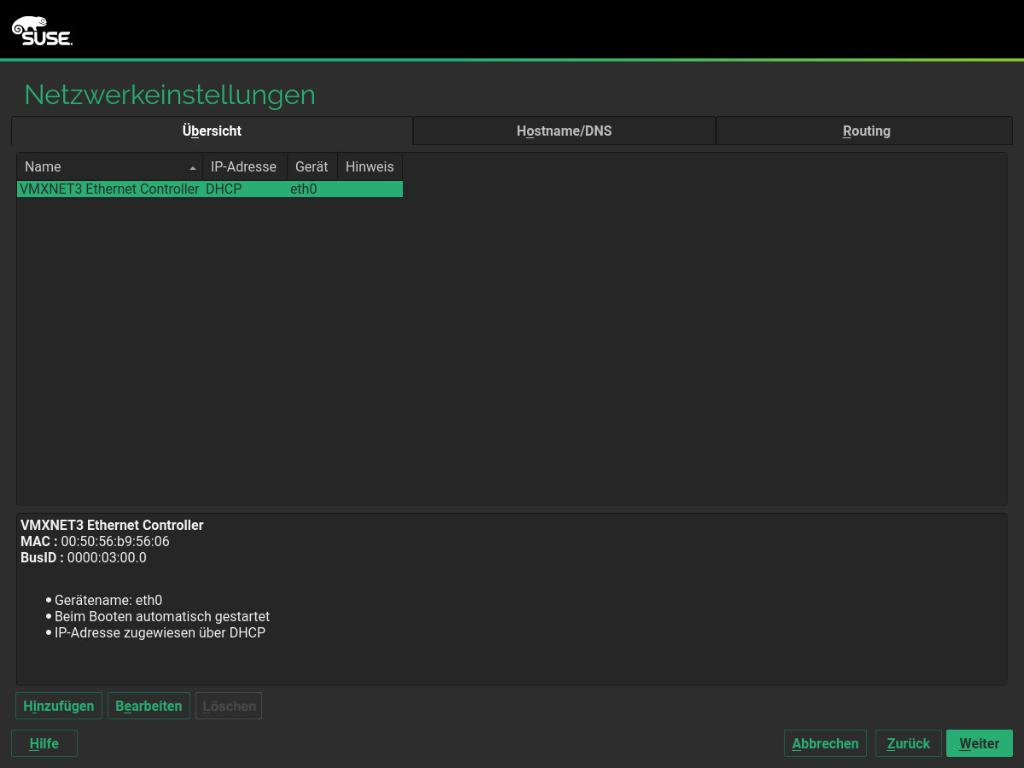 SUSE
Netzwerkeinstellungen
Übersicht Hostname/DNS Routing
Name IP-Adresse Gerät Hinweis
VMXNET3 Ethernet Controller DHCP eth0
VMXNET3 Ethernet Controller
MAC : 00:50:56:b9:56:06
BusID : 0000:03:00.0
• Gerätename: eth0
• Beim Booten automatisch gestartet
• IP-Adresse zugewiesen über DHCP
Hinzufügen Bearbeiten Löschen
Hilfe Abbrechen Zurück Weiter